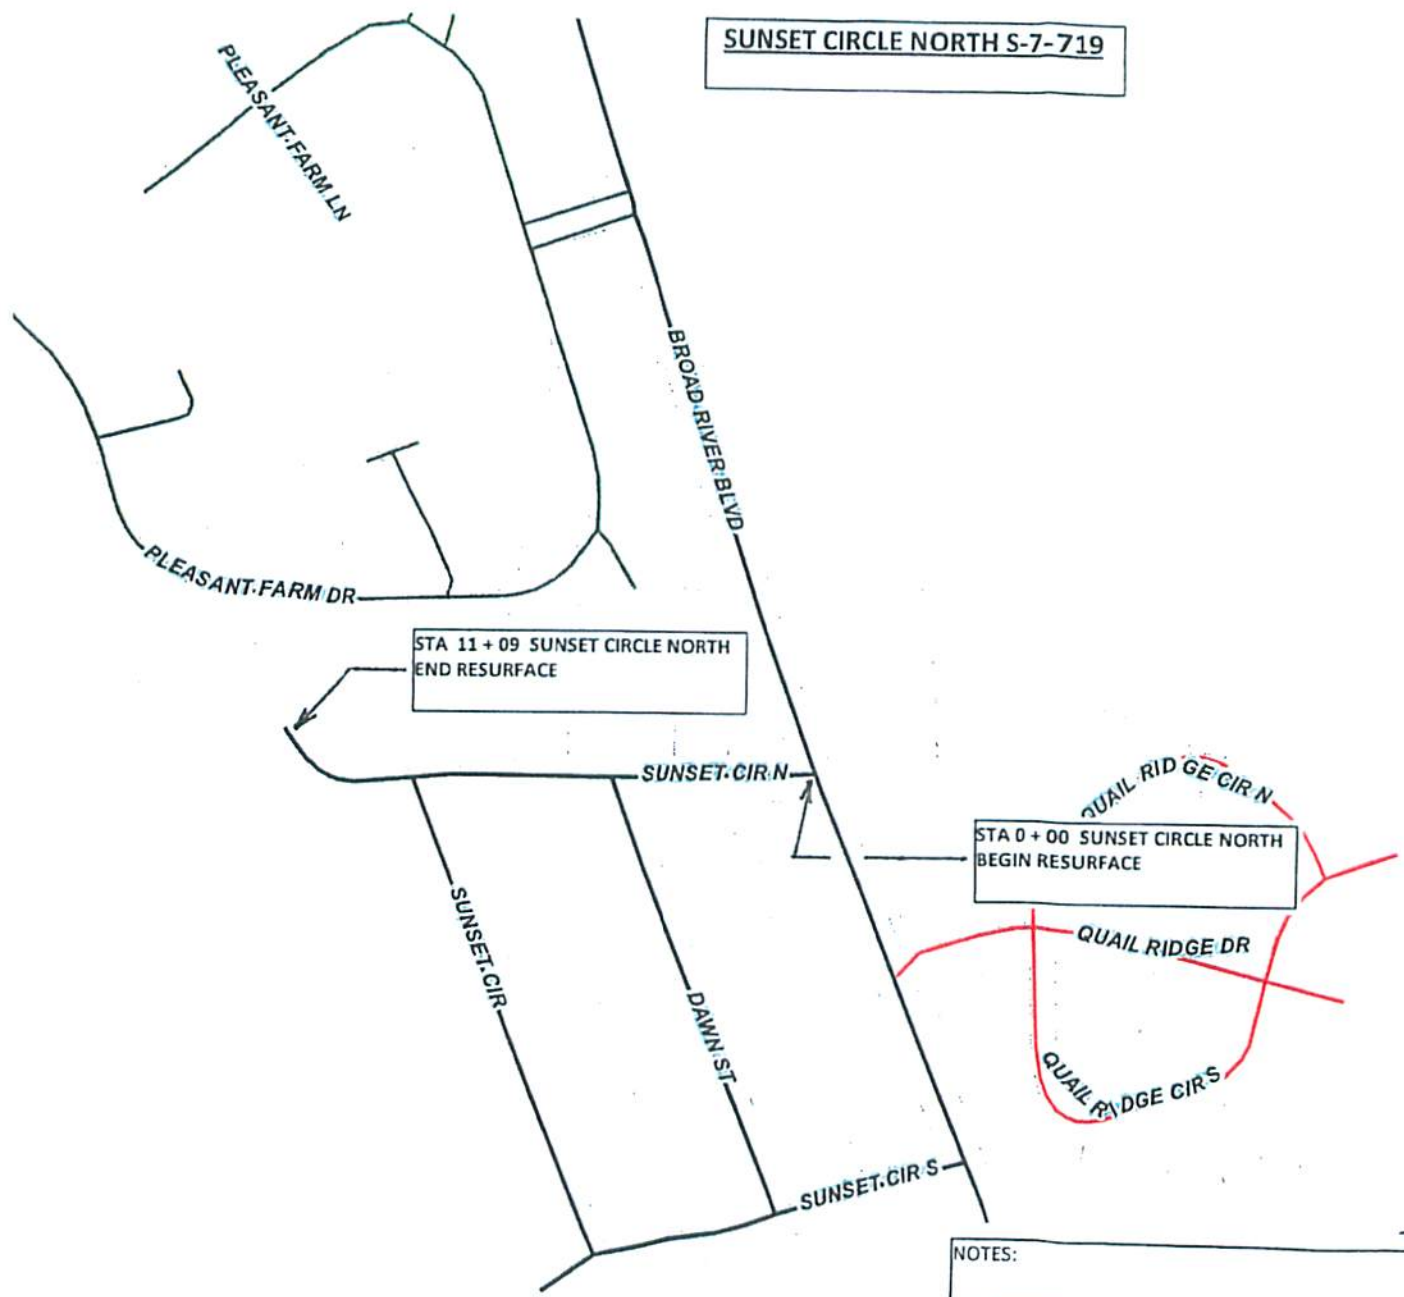 SUNSET CIRCLE NORTH S-7-719
PLEASANT FARM LN
BROAD RIVER BLVD
PLEASANT FARM DR
STA 11 + 09 SUNSET CIRCLE NORTH
END RESURFACE
SUNSET CIR N
QUAIL RIDGE CIR N
STA 0 + 00 SUNSET CIRCLE NORTH
BEGIN RESURFACE
SUNSET CIR
QUAIL RIDGE DR
DAWN ST
QUAIL RIDGE CIR S
SUNSET CIR S
NOTES: